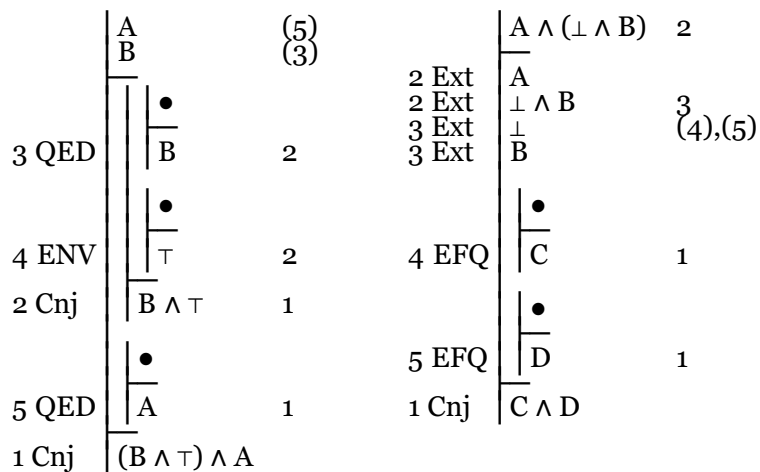 A (5)
B (3)
●
3 QED B 2
●
4 ENV ⊤ 2
2 Cnj B ∧ ⊤ 1
●
5 QED A 1
1 Cnj (B ∧ ⊤) ∧ A
A ∧ (⊥ ∧ B) 2
2 Ext A
2 Ext ⊥ ∧ B 3
3 Ext ⊥ (4),(5)
3 Ext B
●
4 EFQ C 1
●
5 EFQ D 1
1 Cnj C ∧ D